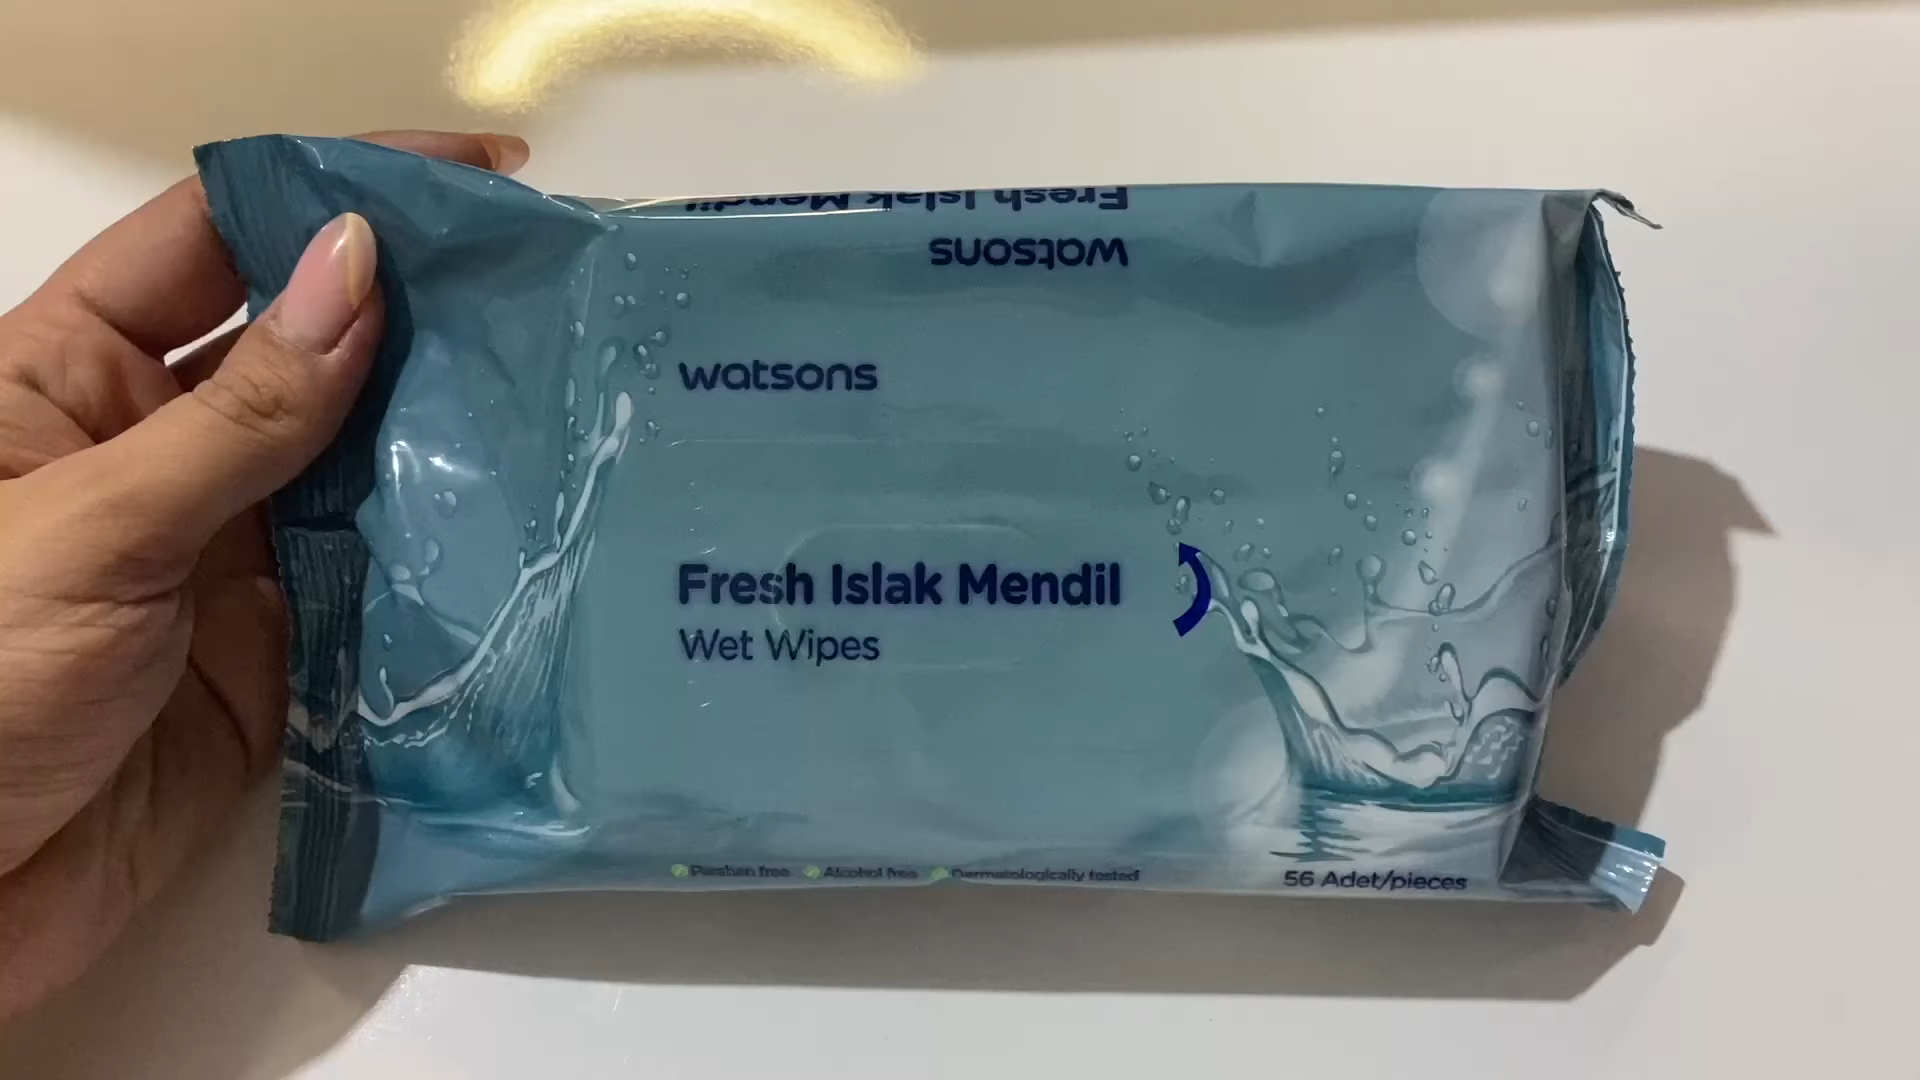 Fresh Islak Mendil
watsons
watsons
Fresh Islak Mendil
Wet Wipes
Paraben free Alcohol free Dermatologically tested
56 Adet/pieces